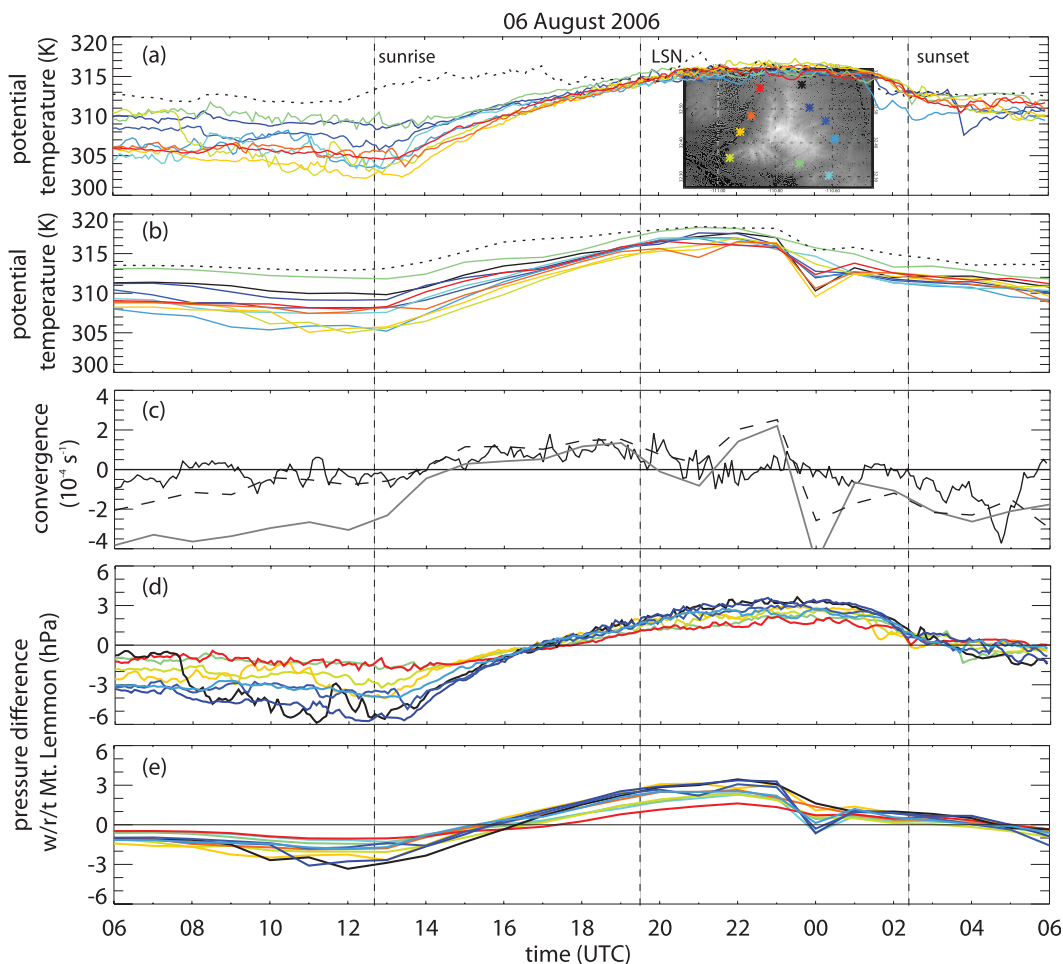 06 August 2006
(a)
sunrise
LSN
sunset
320
315
310
305
300
potential
temperature (K)
(b)
320
315
310
305
300
potential
temperature (K)
(c)
4
2
0
-2
-4
convergence
(10⁻⁴ s⁻¹)
(d)
6
3
0
-3
-6
(e)
6
3
0
-3
-6
pressure difference
w/r/t Mt. Lemmon (hPa)
06 08 10 12 14 16 18 20 22 00 02 04 06
time (UTC)